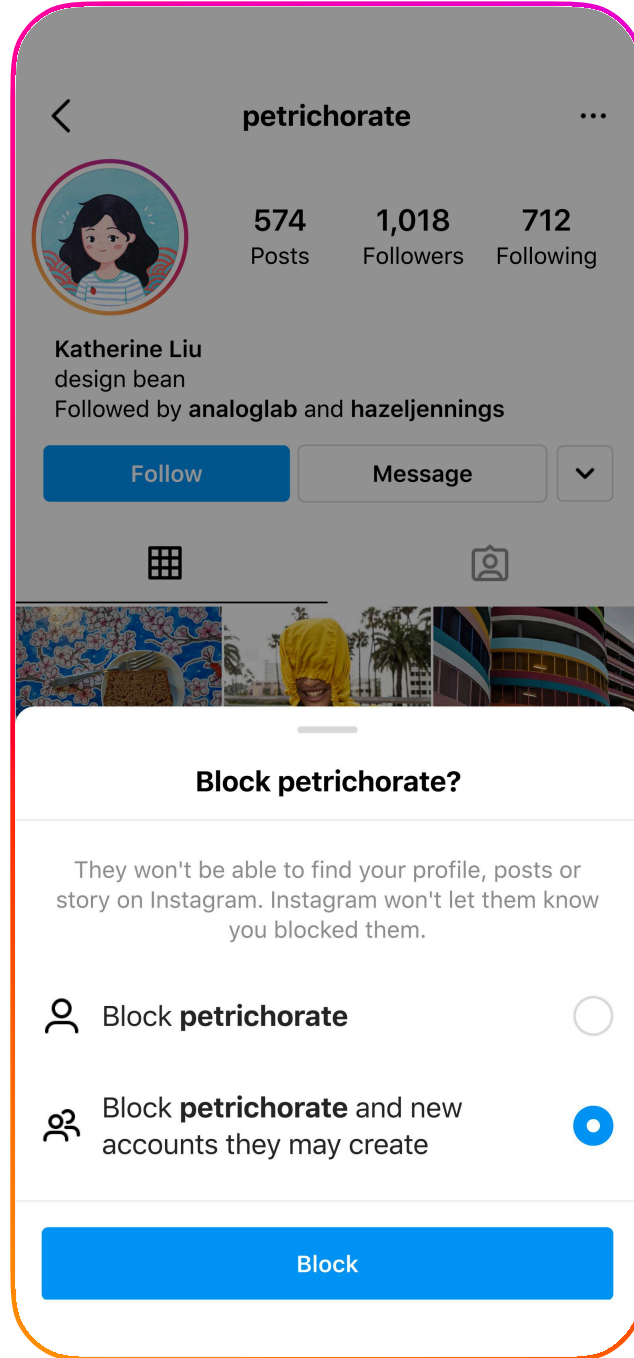 petrichorate
574 1,018 712
Posts Followers Following
Katherine Liu
design bean
Followed by analoglab and hazeljennings
Follow Message
Block petrichorate?
They won't be able to find your profile, posts or
story on Instagram. Instagram won't let them know
you blocked them.
Block petrichorate
Block petrichorate and new
accounts they may create
Block